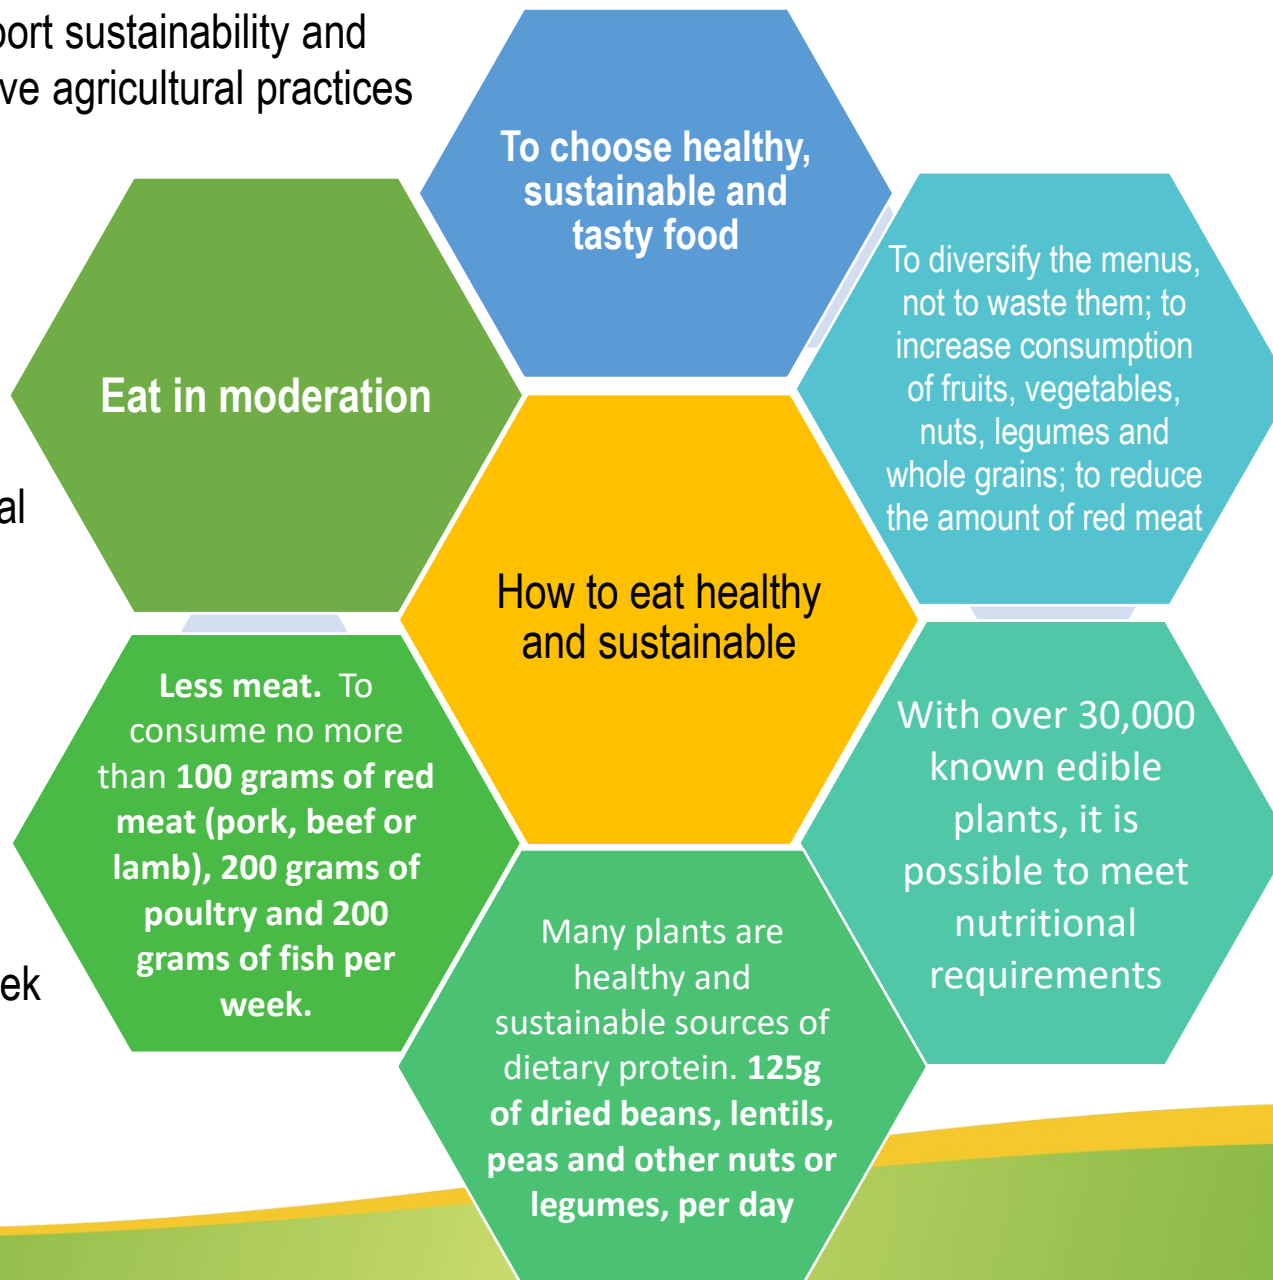 sustainability and
agricultural practices
To choose healthy,
sustainable and
tasty food
Eat in moderation
To diversify the menus,
not to waste them; to
increase consumption
of fruits, vegetables,
nuts, legumes and
whole grains; to reduce
the amount of red meat
How to eat healthy
and sustainable
Less meat. To
consume no more
than 100 grams of red
meat (pork, beef or
lamb), 200 grams of
poultry and 200
grams of fish per
week.
With over 30,000
known edible
plants, it is
possible to meet
nutritional
requirements
Many plants are
healthy and
sustainable sources of
dietary protein. 125g
of dried beans, lentils,
peas and other nuts or
legumes, per day